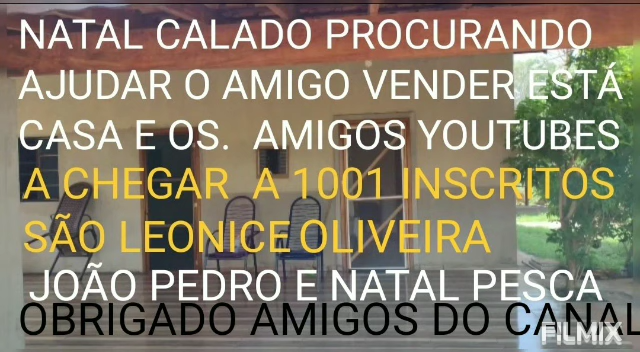 NATAL CALADO PROCURANDO
AJUDAR O AMIGO VENDER ESTÁ
CASA E OS. AMIGOS YOUTUBES
A CHEGAR A 1001 INSCRITOS
SÃO LEONICE OLIVEIRA
JOÃO PEDRO E NATAL PESCA
OBRIGADO AMIGOS DO CANAL
FILMIX